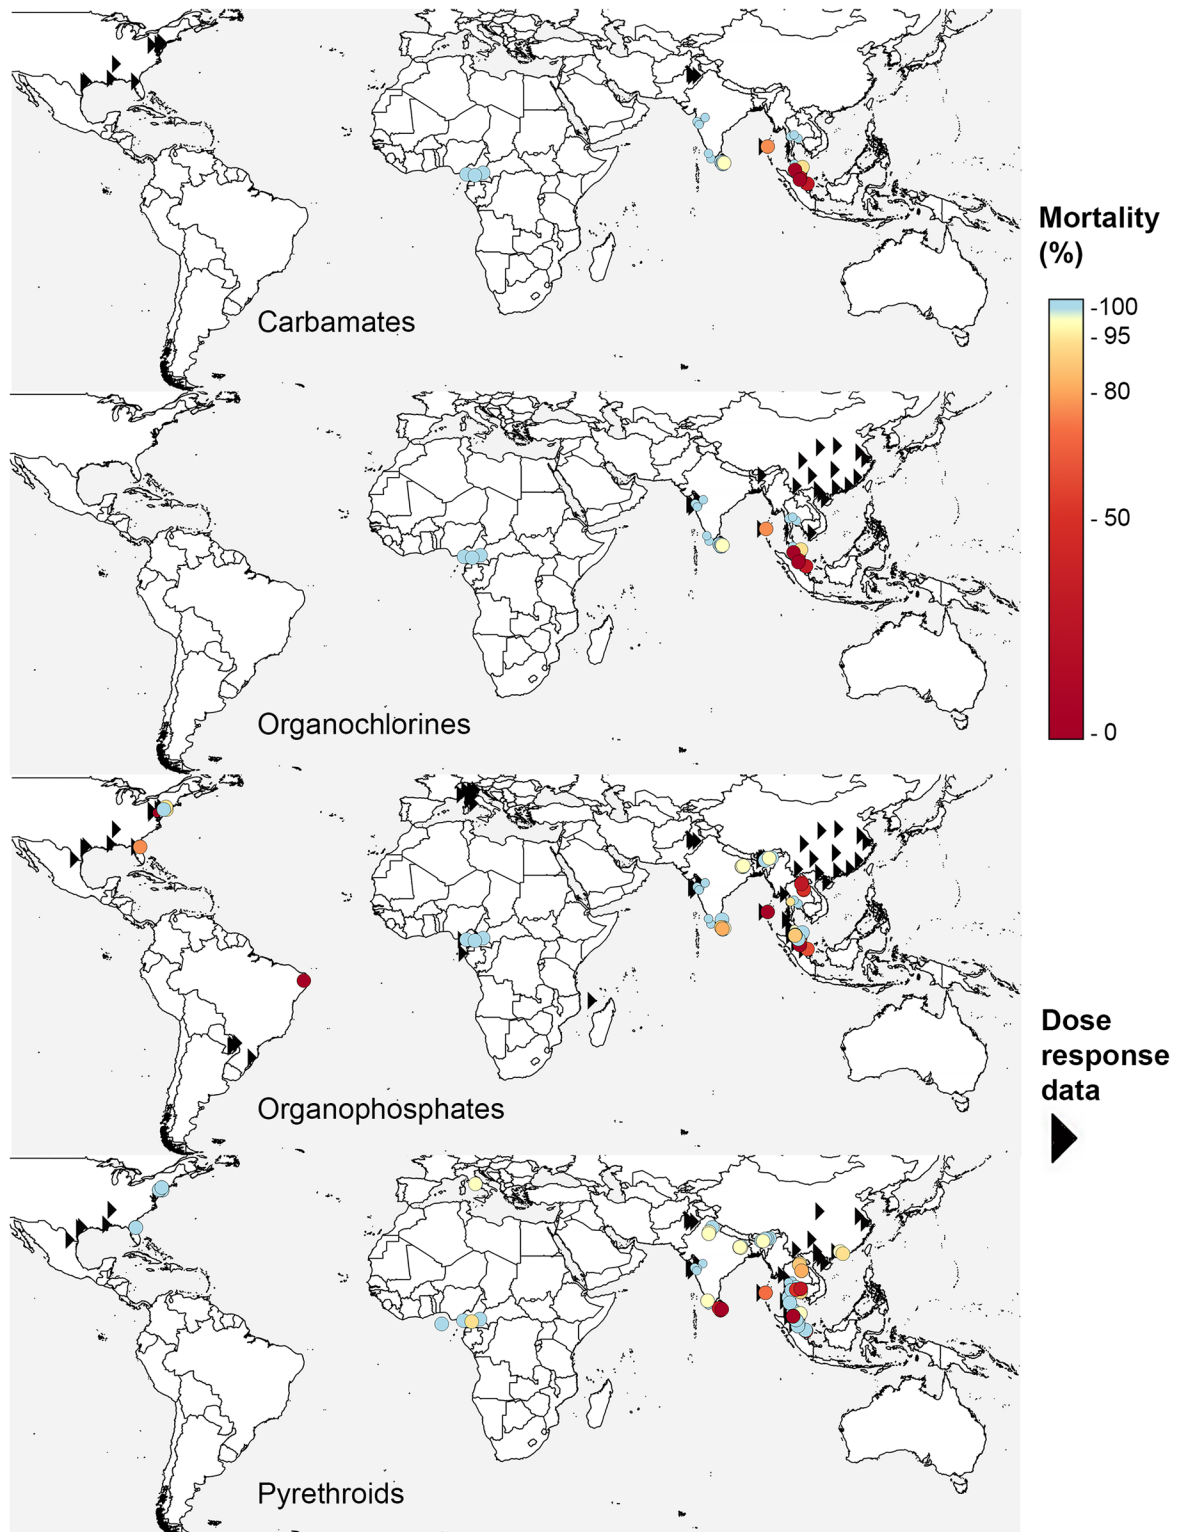 Carbamates
Mortality
(%)
-100
- 95
- 80
- 50
- 0
Organochlorines
Organophosphates
Dose
response
data
Pyrethroids